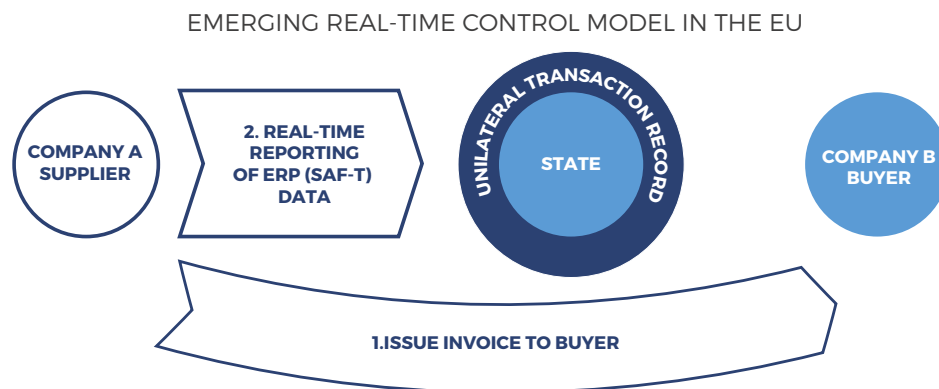 EMERGING REAL-TIME CONTROL MODEL IN THE EU
COMPANY A
SUPPLIER
2. REAL-TIME
REPORTING
OF ERP (SAF-T)
DATA
UNILATERAL TRANSACTION RECORD
STATE
COMPANY B
BUYER
1.ISSUE INVOICE TO BUYER